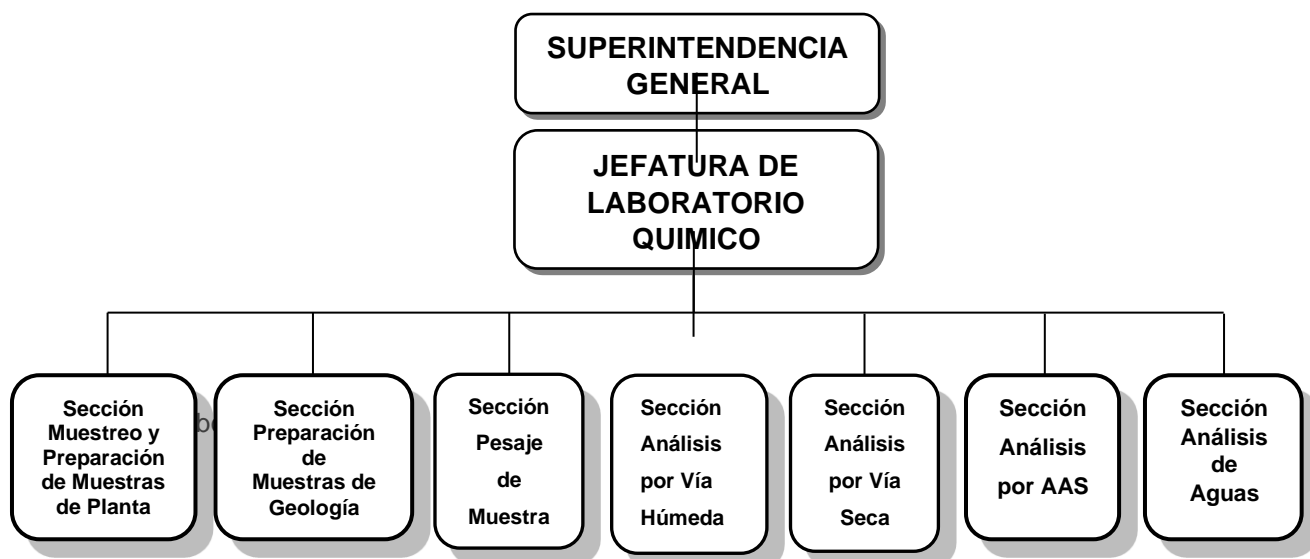 SUPERINTENDENCIA
GENERAL
JEFATURA DE
LABORATORIO
QUIMICO
Sección
Muestreo y
Preparación
de Muestras
de Planta
Sección
Preparación
de
Muestras de
Geología
Sección
Pesaje
de
Muestra
Sección
Análisis
por Vía
Húmeda
Sección
Análisis
por Vía
Seca
Sección
Análisis
por AAS
Sección
Análisis
de
Aguas